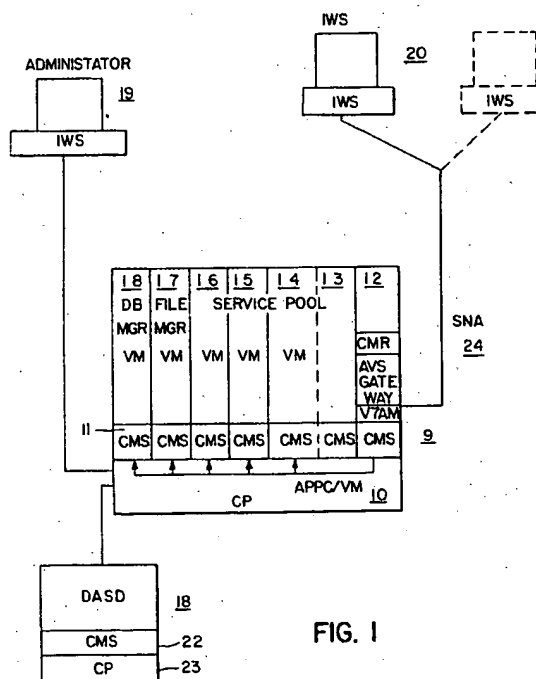 IWS
20
ADMINISTATOR
19
IWS
IWS
IWS
18 17 16 15 14 13 12
DB FILE SERVICE POOL
MGR MGR
VM VM VM VM VM
CMR
AVS
GATE
WAY
V7AM
SNA
24
11
CMS CMS CMS CMS CMS CMS CMS
9
APPC/VM
CP
10
DASD
18
CMS
22
CP
23
FIG. 1